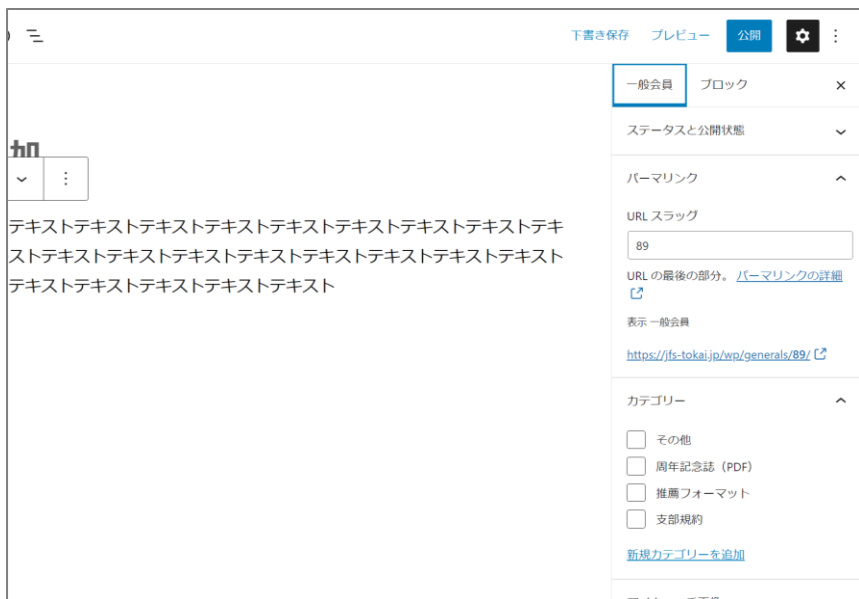 下書き保存 プレビュー 公開
一般会員 ブロック
ステータスと公開状態
パーマリンク
URL スラッグ
89
URL の最後の部分。 パーマリンクの詳細
表示 一般会員
https://jfs-tokai.jp/wp/generals/89/
カテゴリー
その他
周年記念誌（PDF）
推薦フォーマット
支部規約
新規カテゴリーを追加
加
テキストテキストテキストテキストテキストテキストテキストテキストテキ
ストテキストテキストテキストテキストテキストテキストテキストテキスト
テキストテキストテキストテキストテキスト